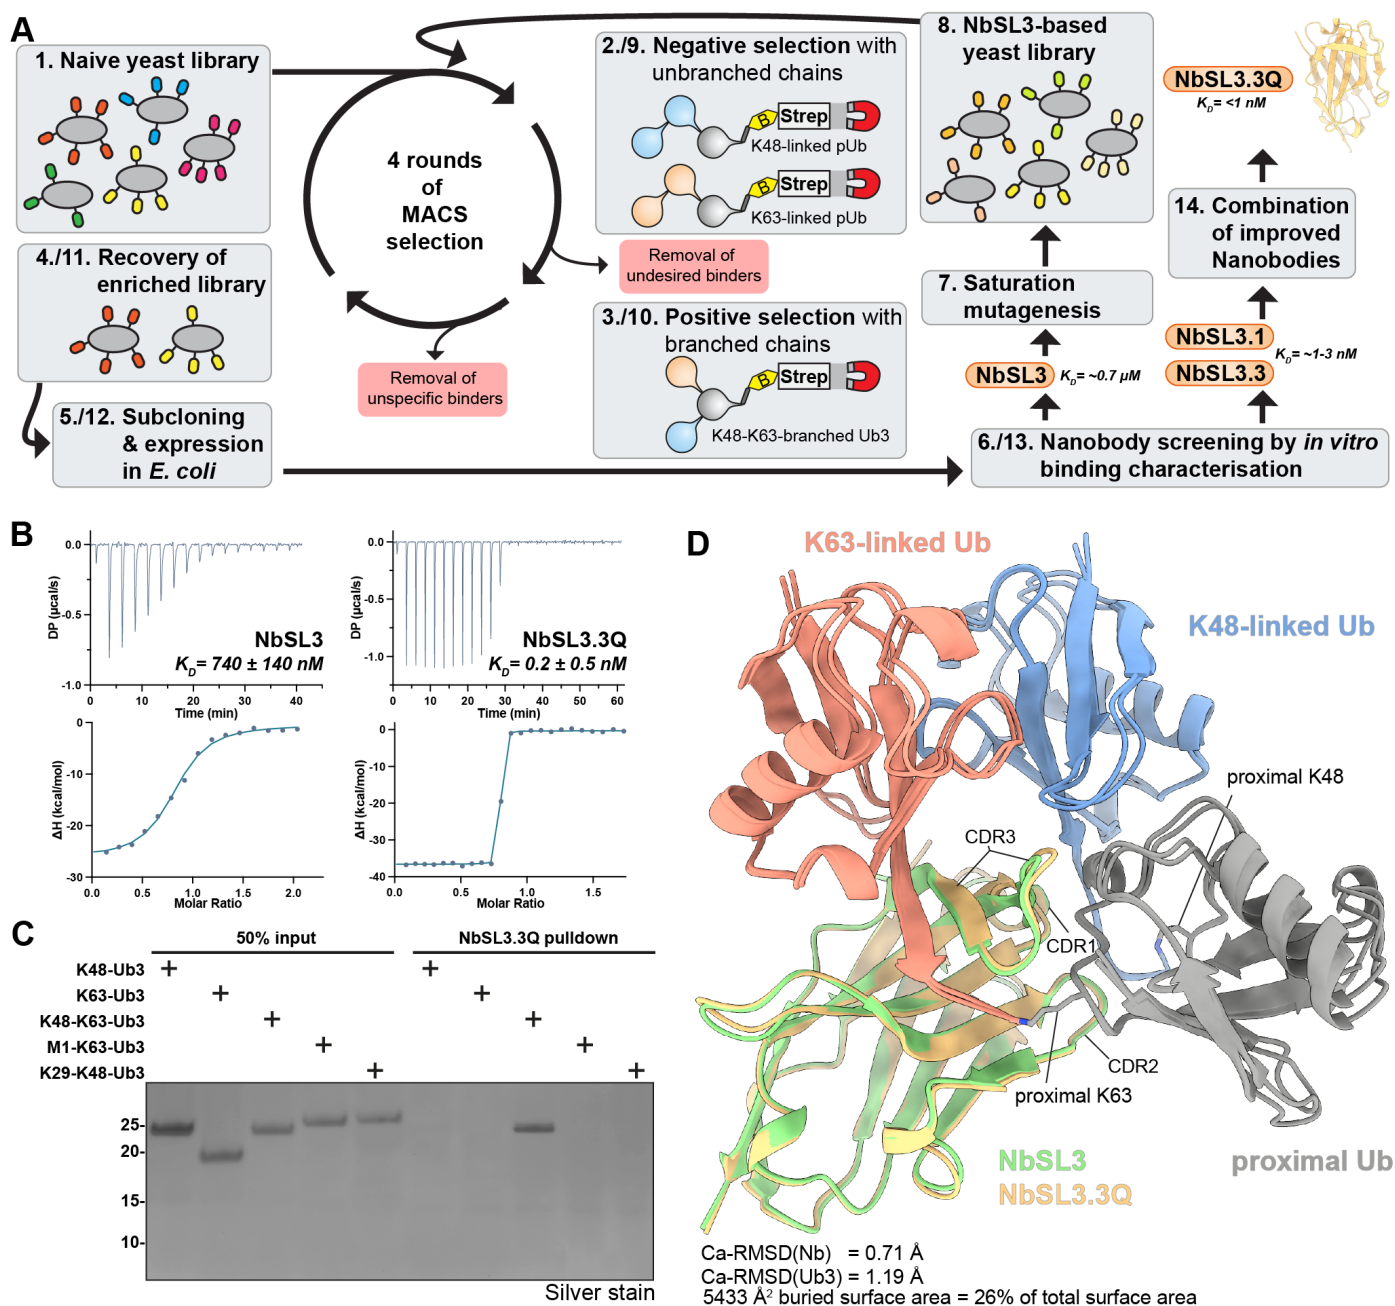 A
1. Naive yeast library
4 rounds
of
MACS
selection
2./9. Negative selection with
unbranched chains
B
Strep
K48-linked pUb
B
Strep
K63-linked pUb
Removal of
undesired binders
3./10. Positive selection with
branched chains
B
Strep
K48-K63-branched Ub3
Removal of
unspecific binders
4./11. Recovery of
enriched library
5./12. Subcloning
& expression
in E. coli
6./13. Nanobody screening by in vitro
binding characterisation
NbSL3
KD= ~0.7 µM
7. Saturation
mutagenesis
8. NbSL3-based
yeast library
NbSL3.1
NbSL3.3
KD= ~1-3 nM
14. Combination
of improved
Nanobodies
NbSL3.3Q
KD= <1 nM
B
DP (µcal/s)
0.0
-0.5
-1.0
NbSL3
KD= 740 ± 140 nM
0 10 20 30 40
Time (min)
ΔH (kcal/mol)
0
-10
-20
-30
0.0 0.5 1.0 1.5 2.0
Molar Ratio
DP (µcal/s)
0.0
-0.5
-1.0
NbSL3.3Q
KD= 0.2 ± 0.5 nM
0 10 20 30 40 50 60
Time (min)
ΔH (kcal/mol)
0
-10
-20
-30
-40
0.0 0.5 1.0 1.5
Molar Ratio
C
50% input NbSL3.3Q pulldown
K48-Ub3 + +
K63-Ub3 + +
K48-K63-Ub3 + +
M1-K63-Ub3 + +
K29-K48-Ub3 + +
25-
20-
15-
10-
Silver stain
D
K63-linked Ub
K48-linked Ub
proximal K48
CDR3
CDR1
CDR2
proximal K63
NbSL3
NbSL3.3Q
proximal Ub
Ca-RMSD(Nb) = 0.71 Å
Ca-RMSD(Ub3) = 1.19 Å
5433 Å² buried surface area = 26% of total surface area